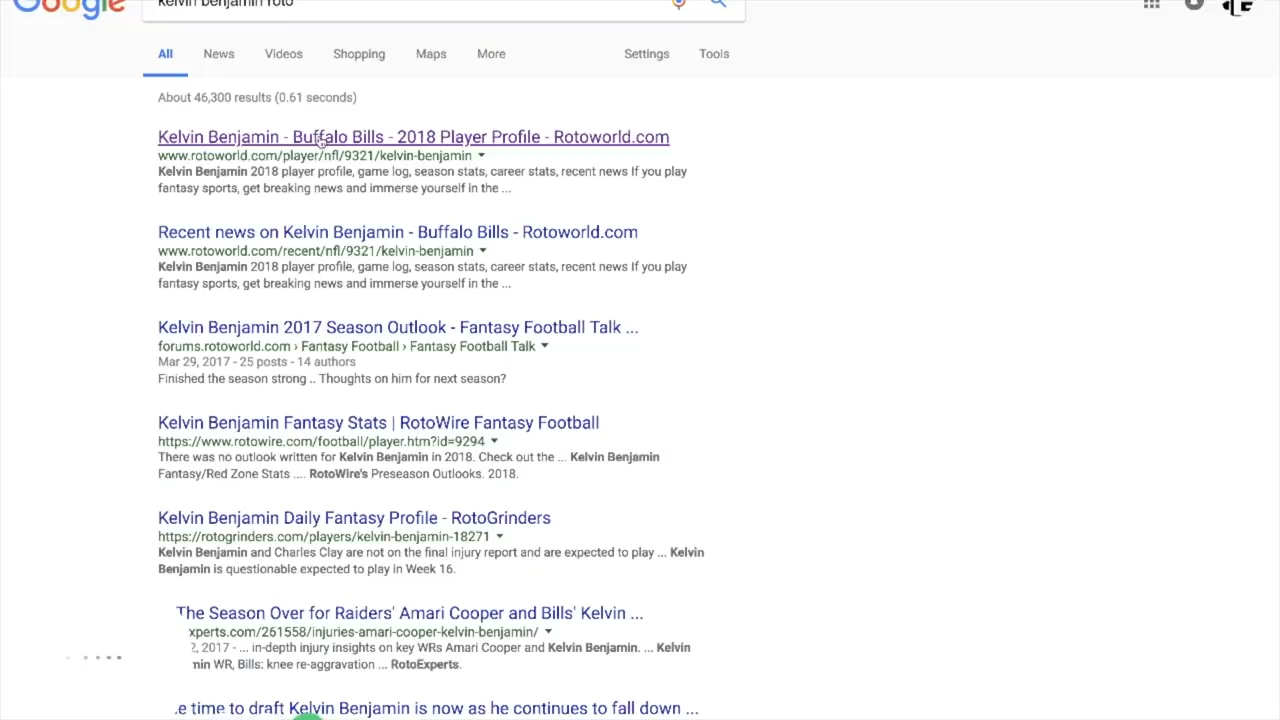 Google
kelvin benjamin roto
All News Videos Shopping Maps More Settings Tools
About 46,300 results (0.61 seconds)
Kelvin Benjamin - Buffalo Bills - 2018 Player Profile - Rotoworld.com
www.rotoworld.com/player/nfl/9321/kelvin-benjamin
Kelvin Benjamin 2018 player profile, game log, season stats, career stats, recent news If you play
fantasy sports, get breaking news and immerse yourself in the ...
Recent news on Kelvin Benjamin - Buffalo Bills - Rotoworld.com
www.rotoworld.com/recent/nfl/9321/kelvin-benjamin
Kelvin Benjamin 2018 player profile, game log, season stats, career stats, recent news If you play
fantasy sports, get breaking news and immerse yourself in the ...
Kelvin Benjamin 2017 Season Outlook - Fantasy Football Talk ...
forums.rotoworld.com › Fantasy Football › Fantasy Football Talk
Mar 29, 2017 - 25 posts - 14 authors
Finished the season strong .. Thoughts on him for next season?
Kelvin Benjamin Fantasy Stats | RotoWire Fantasy Football
https://www.rotowire.com/football/player.htm?id=9294
There was no outlook written for Kelvin Benjamin in 2018. Check out the ... Kelvin Benjamin
Fantasy/Red Zone Stats .... RotoWire's Preseason Outlooks. 2018.
Kelvin Benjamin Daily Fantasy Profile - RotoGrinders
https://rotogrinders.com/players/kelvin-benjamin-18271
Kelvin Benjamin and Charles Clay are not on the final injury report and are expected to play ... Kelvin
Benjamin is questionable expected to play in Week 16.
The Season Over for Raiders' Amari Cooper and Bills' Kelvin ...
xperts.com/261558/injuries-amari-cooper-kelvin-benjamin/
2, 2017 - ... in-depth injury insights on key WRs Amari Cooper and Kelvin Benjamin. ... Kelvin
min WR, Bills: knee re-aggravation ... RotoExperts.
e time to draft Kelvin Benjamin is now as he continues to fall down ...